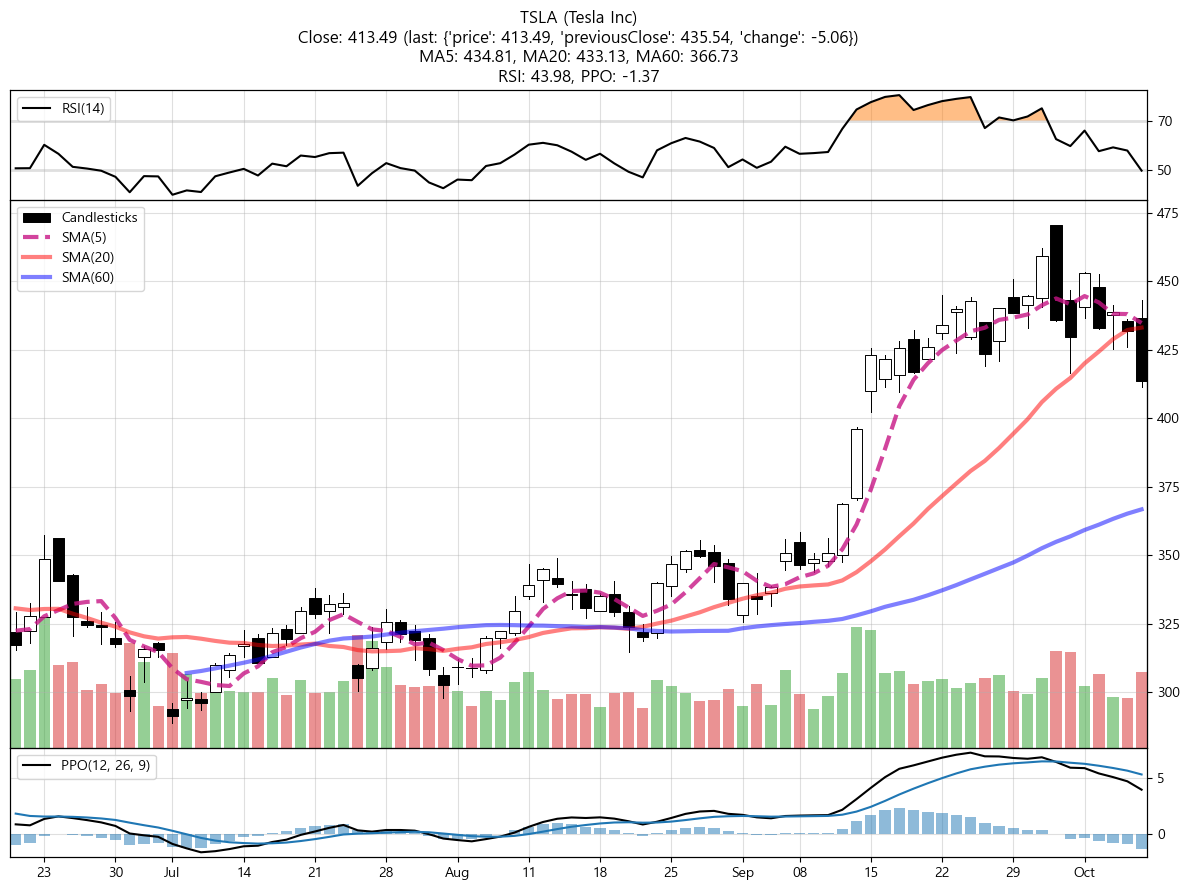 TSLA (Tesla Inc)
Close: 413.49 (last: {'price': 413.49, 'previousClose': 435.54, 'change': -5.06})
MA5: 434.81, MA20: 433.13, MA60: 366.73
RSI: 43.98, PPO: -1.37
RSI(14)
70
50
Candlesticks
SMA(5)
SMA(20)
SMA(60)
475
450
425
400
375
350
325
300
PPO(12, 26, 9)
5
0
23 30 Jul 14 21 28 Aug 11 18 25 Sep 08 15 22 29 Oct